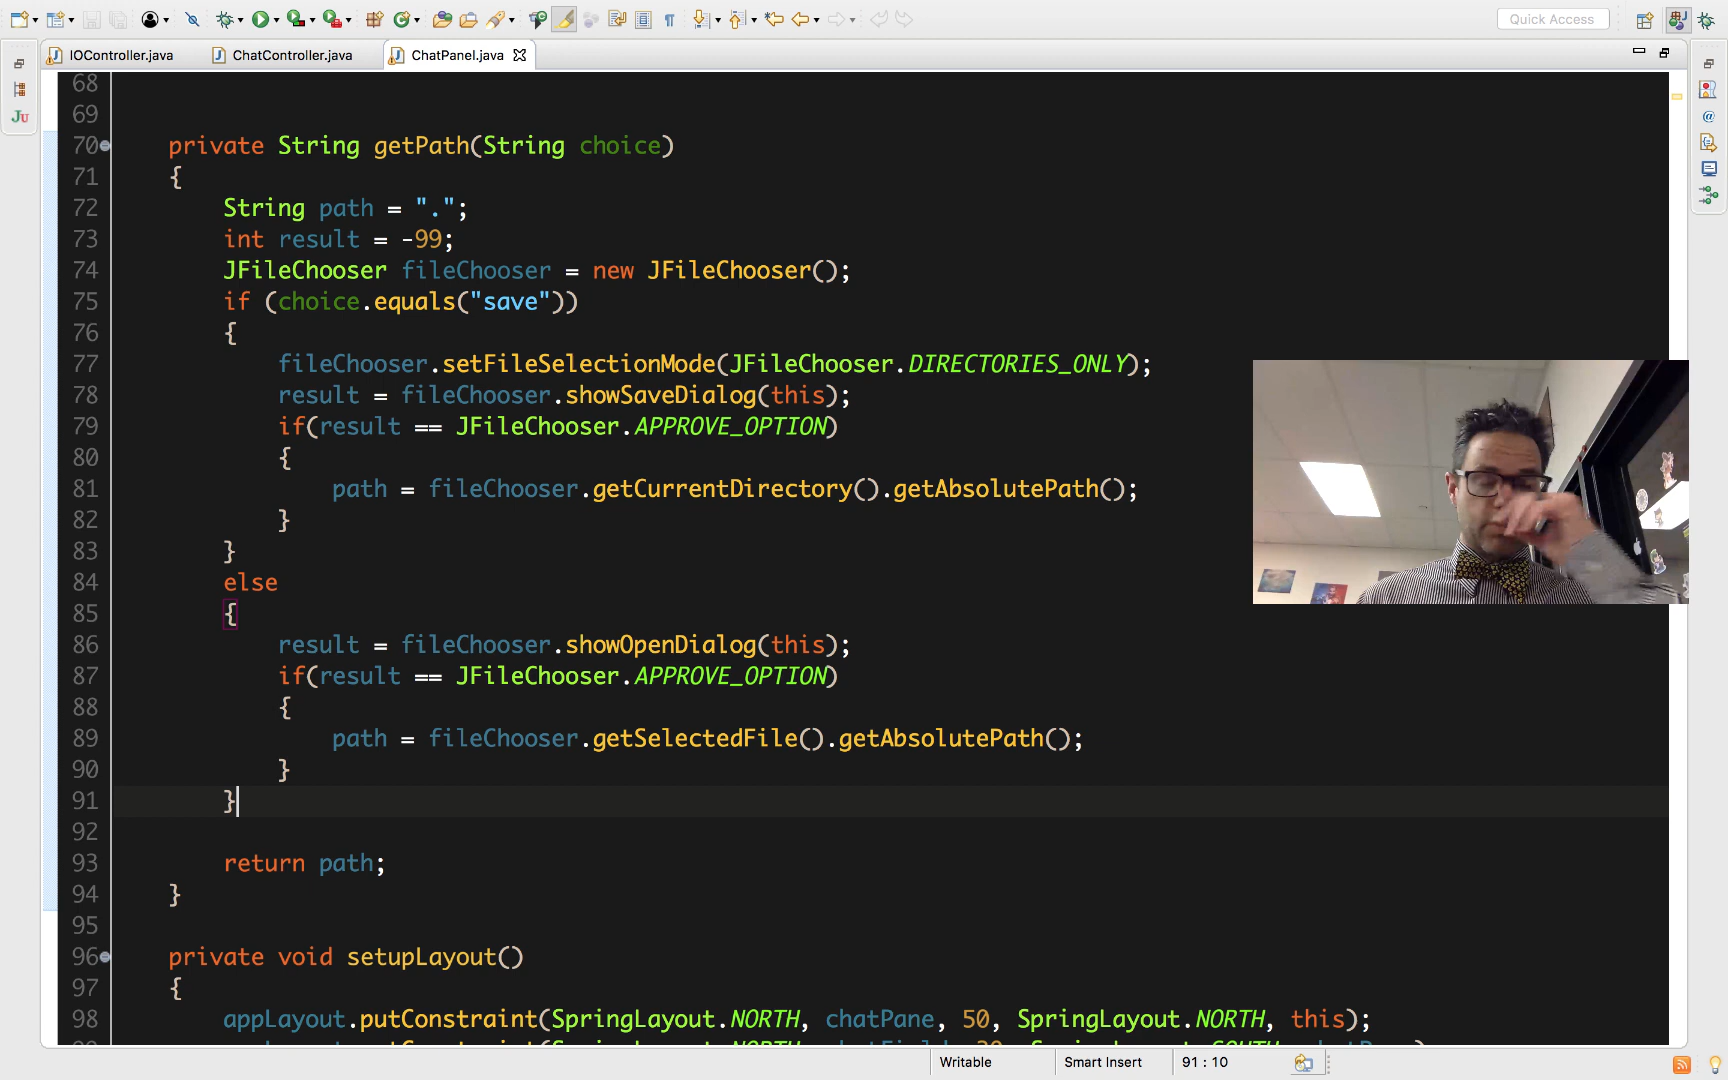 Quick Access
IOController.java
ChatController.java
ChatPanel.java
68
69
70 private String getPath(String choice)
71 {
72 String path = ".";
73 int result = -99;
74 JFileChooser fileChooser = new JFileChooser();
75 if (choice.equals("save"))
76 {
77 fileChooser.setFileSelectionMode(JFileChooser.DIRECTORIES_ONLY);
78 result = fileChooser.showSaveDialog(this);
79 if(result == JFileChooser.APPROVE_OPTION)
80 {
81 path = fileChooser.getCurrentDirectory().getAbsolutePath();
82 }
83 }
84 else
85 {
86 result = fileChooser.showOpenDialog(this);
87 if(result == JFileChooser.APPROVE_OPTION)
88 {
89 path = fileChooser.getSelectedFile().getAbsolutePath();
90 }
91 }
92
93 return path;
94 }
95
96 private void setupLayout()
97 {
98 appLayout.putConstraint(SpringLayout.NORTH, chatPane, 50, SpringLayout.NORTH, this);
Writable
Smart Insert
91 : 10